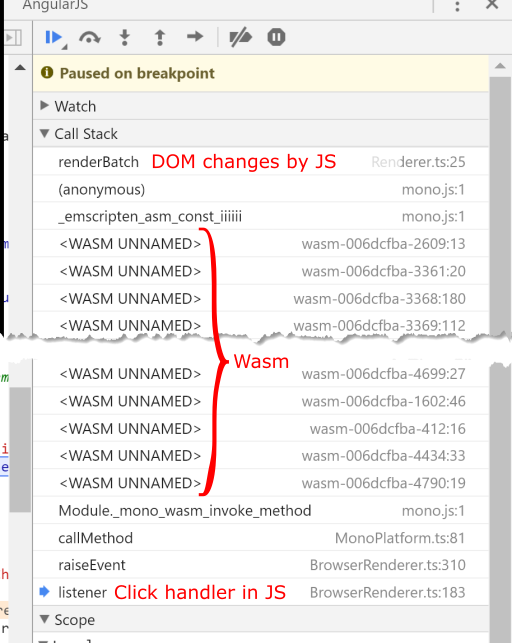 AngularJS
Paused on breakpoint
Watch
Call Stack
renderBatch DOM changes by JS Renderer.ts:25
(anonymous) mono.js:1
_emscripten_asm_const_iiiiii mono.js:1
<WASM UNNAMED> wasm-006dcfba-2609:13
<WASM UNNAMED> wasm-006dcfba-3361:20
<WASM UNNAMED> wasm-006dcfba-3368:180
<WASM UNNAMED> wasm-006dcfba-3369:112
Wasm
<WASM UNNAMED> wasm-006dcfba-4699:27
<WASM UNNAMED> wasm-006dcfba-1602:46
<WASM UNNAMED> wasm-006dcfba-412:16
<WASM UNNAMED> wasm-006dcfba-4434:33
<WASM UNNAMED> wasm-006dcfba-4790:19
Module._mono_wasm_invoke_method mono.js:1
callMethod MonoPlatform.ts:81
raiseEvent BrowserRenderer.ts:310
listener Click handler in JS BrowserRenderer.ts:183
Scope